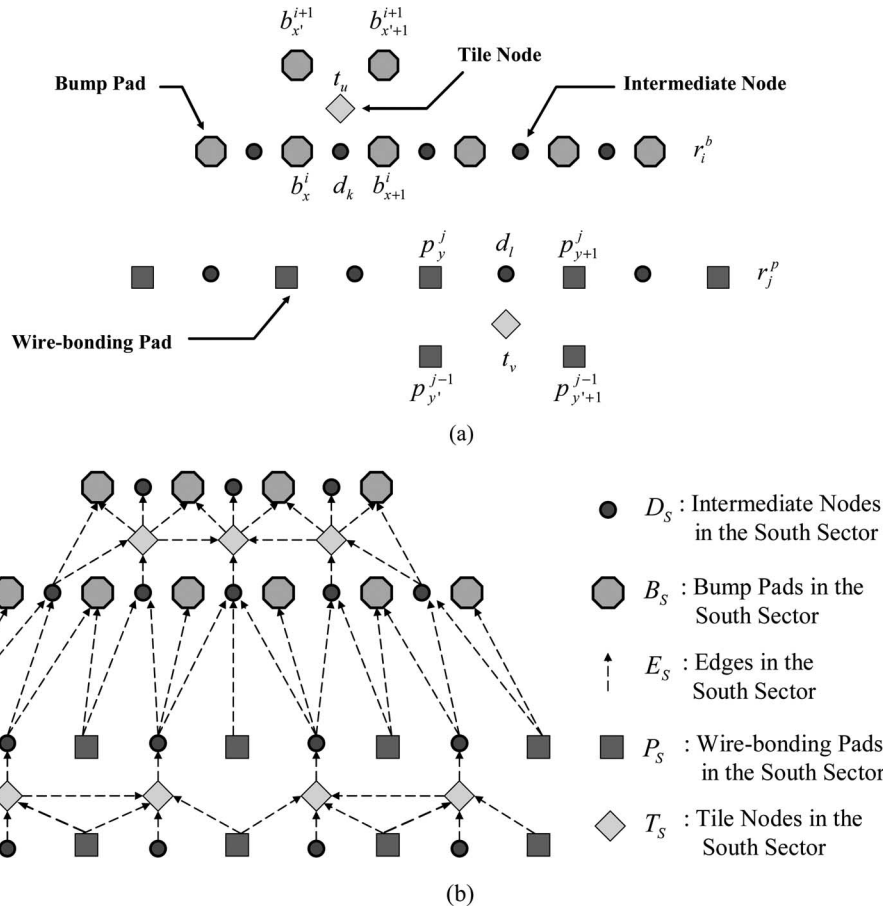 b_{x'}^{i+1} b_{x'+1}^{i+1}
Tile Node
t_u
Bump Pad
Intermediate Node
r_i^b
b_x^i d_k b_{x+1}^i
p_y^j d_l p_{y+1}^j
r_j^p
Wire-bonding Pad
t_v
p_{y'}^{j-1} p_{y'+1}^{j-1}
(a)
D_S : Intermediate Nodes
in the South Sector
B_S : Bump Pads in the
South Sector
E_S : Edges in the
South Sector
P_S : Wire-bonding Pads
in the South Sector
T_S : Tile Nodes in the
South Sector
(b)